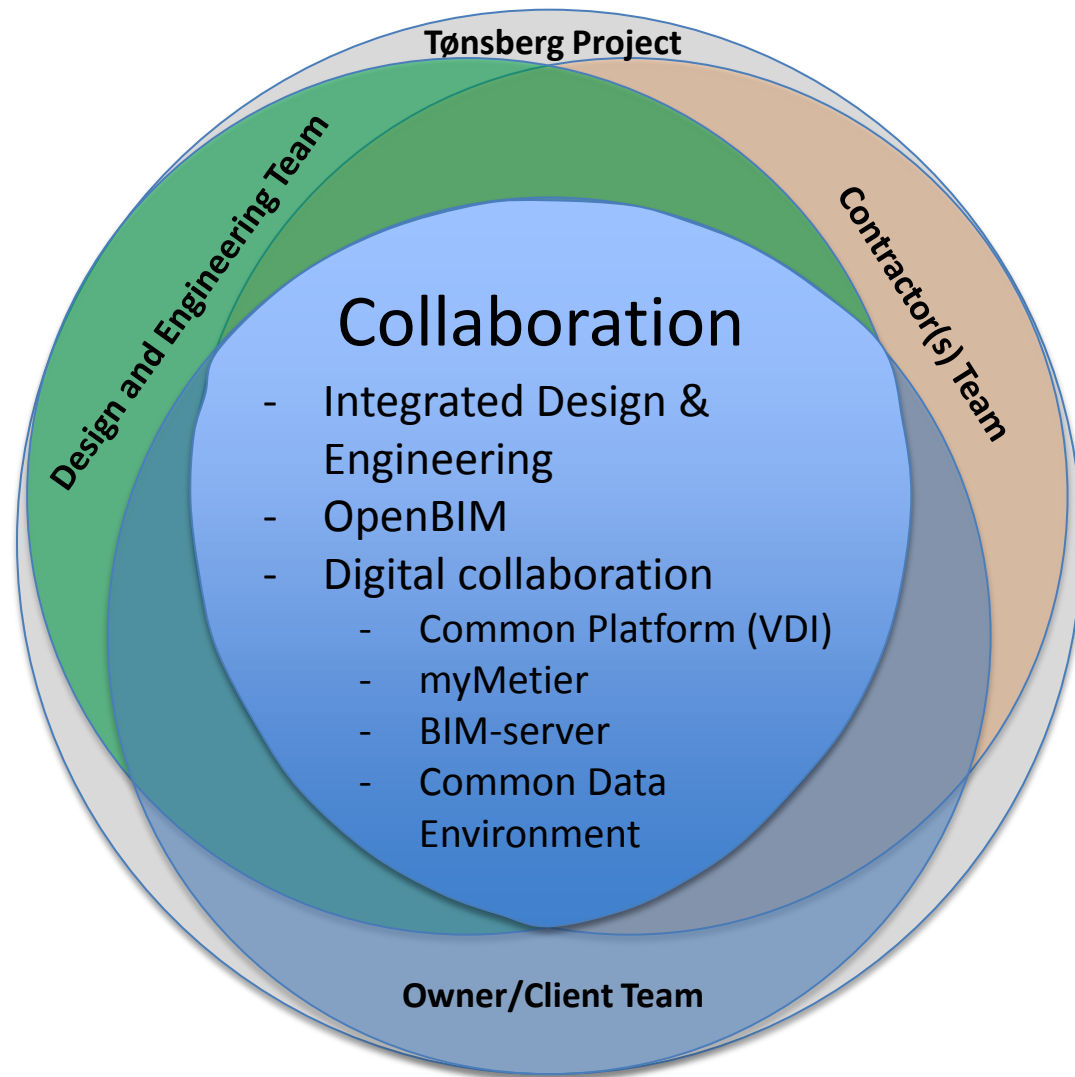 Tønsberg Project
Design and Engineering Team
Contractor(s) Team
Collaboration
- Integrated Design &
Engineering
- OpenBIM
- Digital collaboration
- Common Platform (VDI)
- myMetier
- BIM-server
- Common Data
Environment
Owner/Client Team